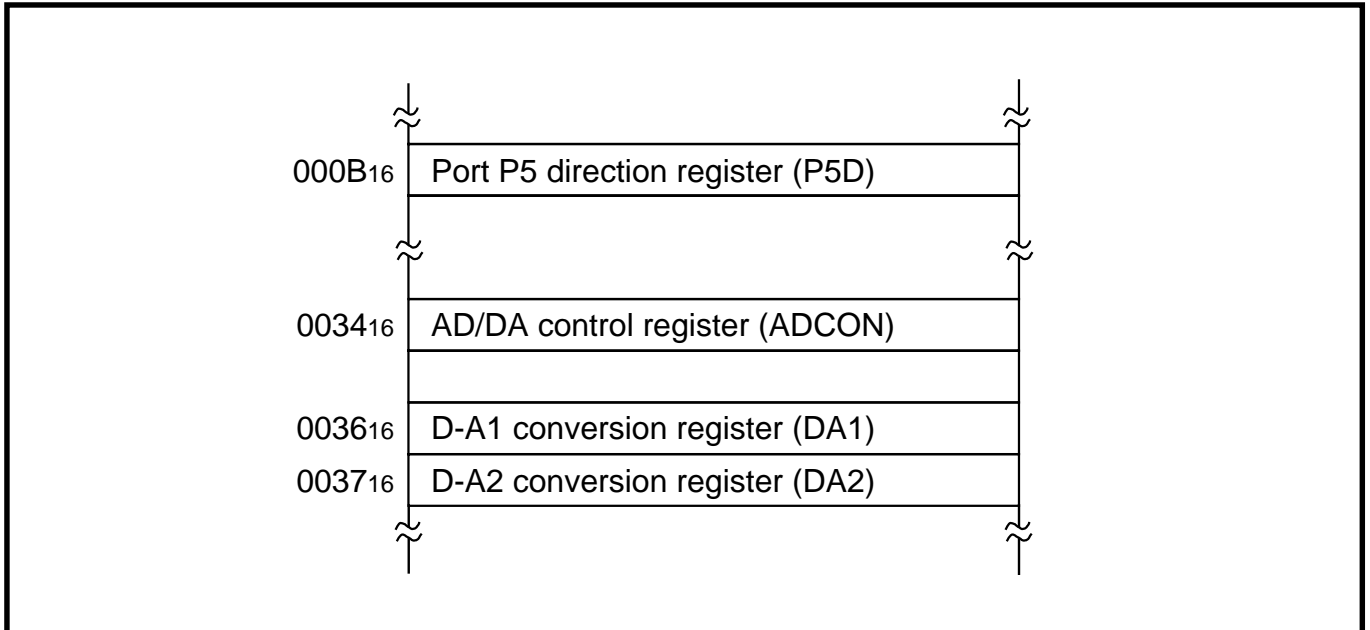 000B16 Port P5 direction register (P5D)
003416 AD/DA control register (ADCON)
003616 D-A1 conversion register (DA1)
003716 D-A2 conversion register (DA2)